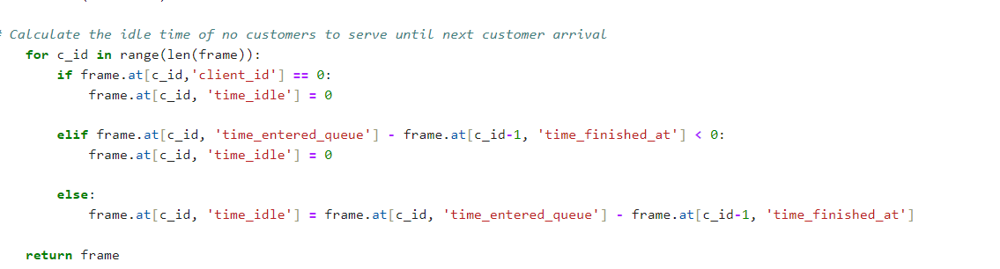 # Calculate the idle time of no customers to serve until next customer arrival
for c_id in range(len(frame)):
if frame.at[c_id,'client_id'] == 0:
frame.at[c_id, 'time_idle'] = 0
elif frame.at[c_id, 'time_entered_queue'] - frame.at[c_id-1, 'time_finished_at'] < 0:
frame.at[c_id, 'time_idle'] = 0
else:
frame.at[c_id, 'time_idle'] = frame.at[c_id, 'time_entered_queue'] - frame.at[c_id-1, 'time_finished_at']
return frame